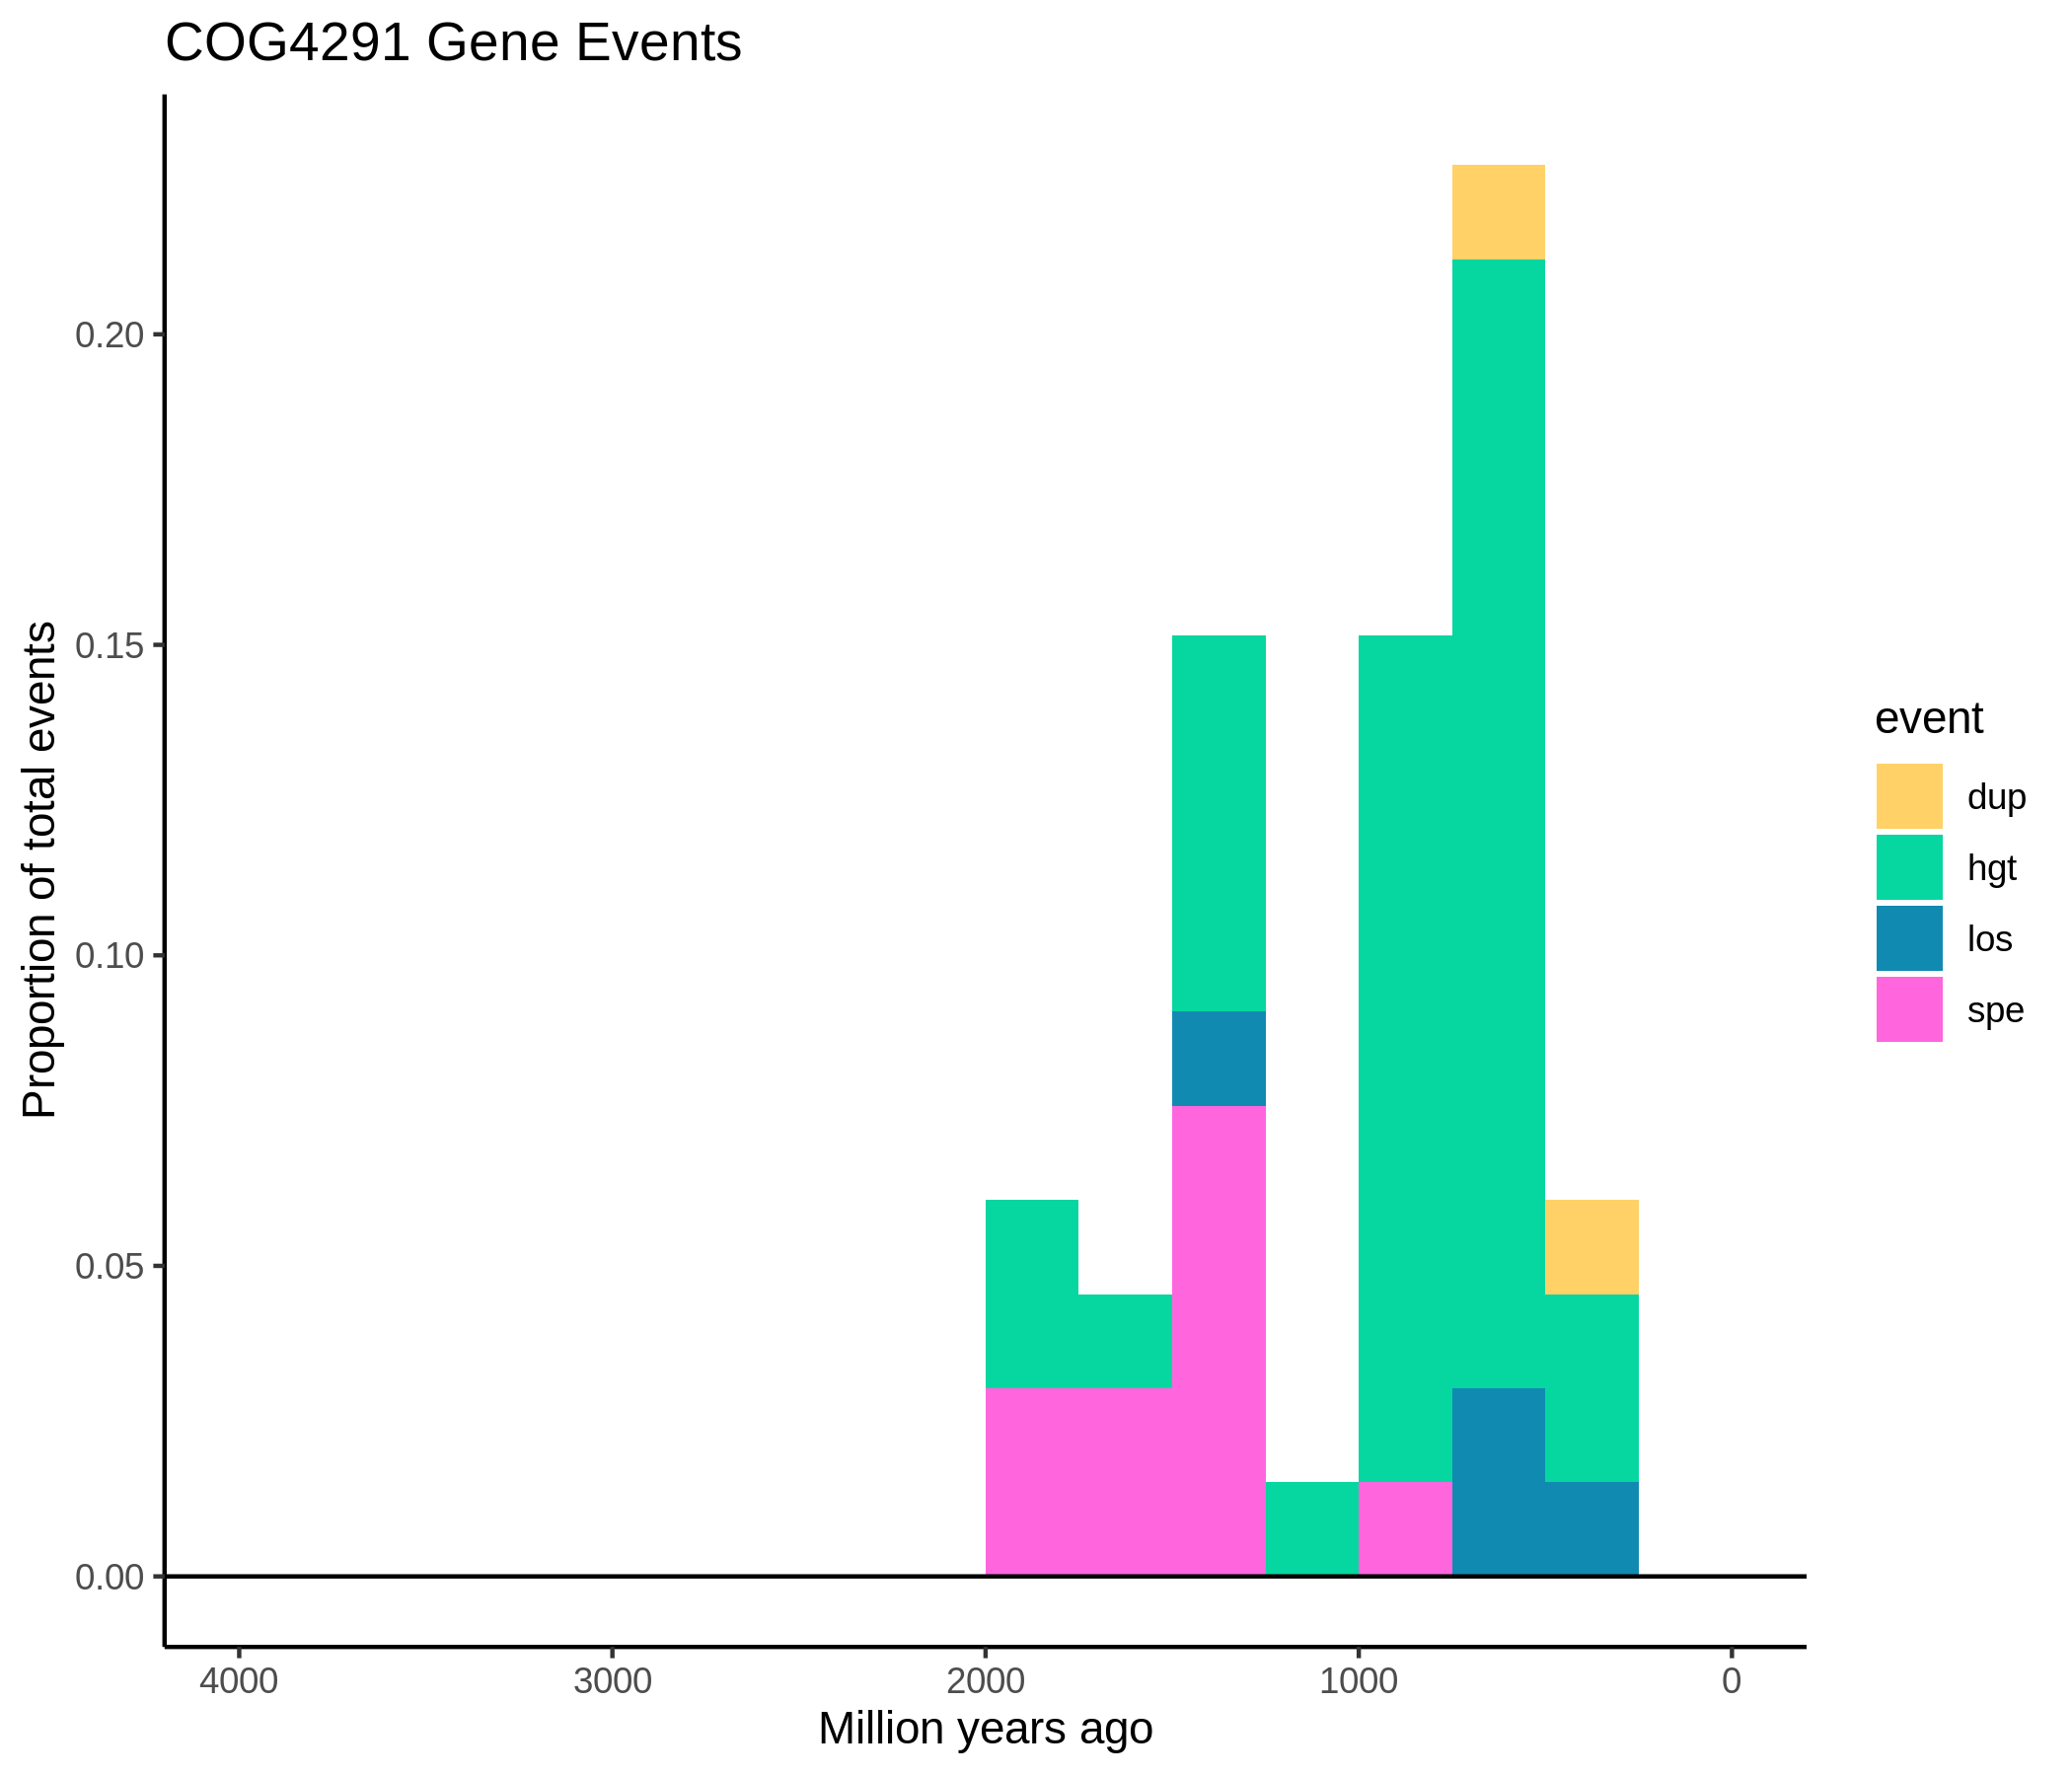 COG4291 Gene Events
Proportion of total events
0.20
0.15
0.10
0.05
0.00
4000 3000 2000 1000 0
Million years ago
event
dup
hgt
los
spe